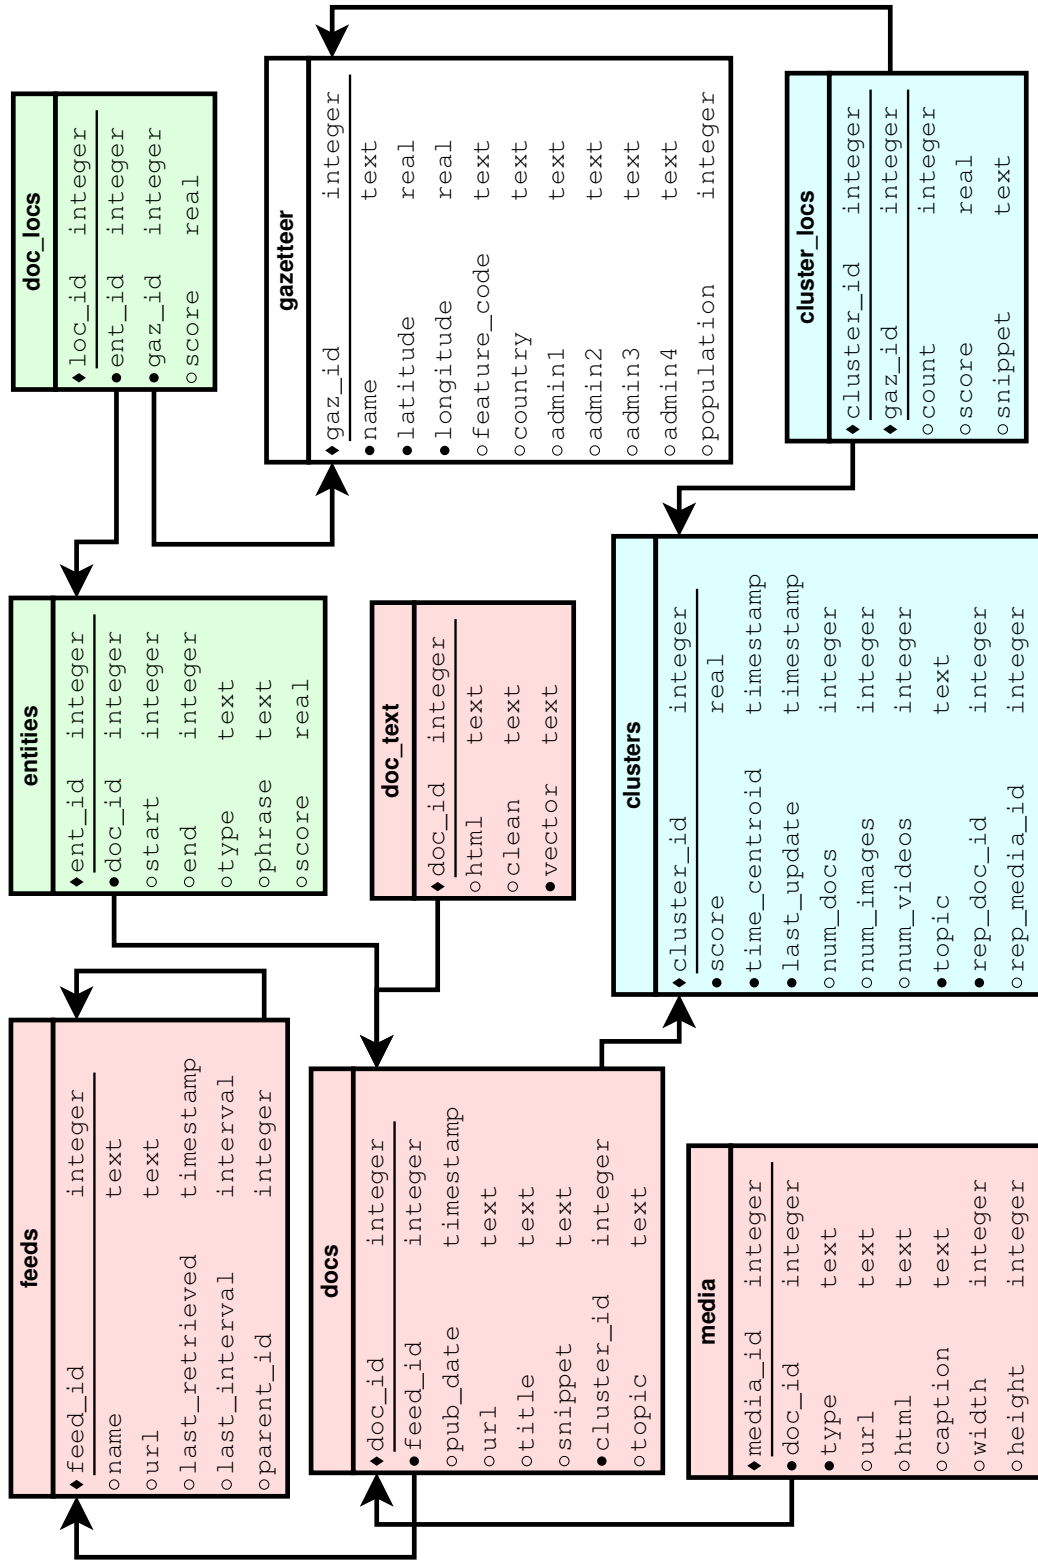 feeds
♦feed_id integer
○name text
○url text
○last_retrieved timestamp
○last_interval interval
○parent_id integer
entities
♦ent_id integer
●doc_id integer
○start integer
○end integer
○type text
○phrase text
○score real
doc_locs
♦loc_id integer
●ent_id integer
●gaz_id integer
○score real
docs
♦doc_id integer
●feed_id integer
○pub_date timestamp
○url text
○title text
○snippet text
●cluster_id integer
○topic text
doc_text
♦doc_id integer
○html text
○clean text
●vector text
gazetteer
♦gaz_id integer
●name text
●latitude real
●longitude real
○feature_code text
○country text
○admin1 text
○admin2 text
○admin3 text
○admin4 text
○population integer
media
♦media_id integer
●doc_id integer
●type text
○url text
○html text
○caption text
○width integer
○height integer
clusters
♦cluster_id integer
●score real
●time_centroid timestamp
●last_update timestamp
○num_docs integer
○num_images integer
○num_videos integer
●topic text
●rep_doc_id integer
○rep_media_id integer
cluster_locs
♦cluster_id integer
♦gaz_id integer
○count integer
○score real
○snippet text